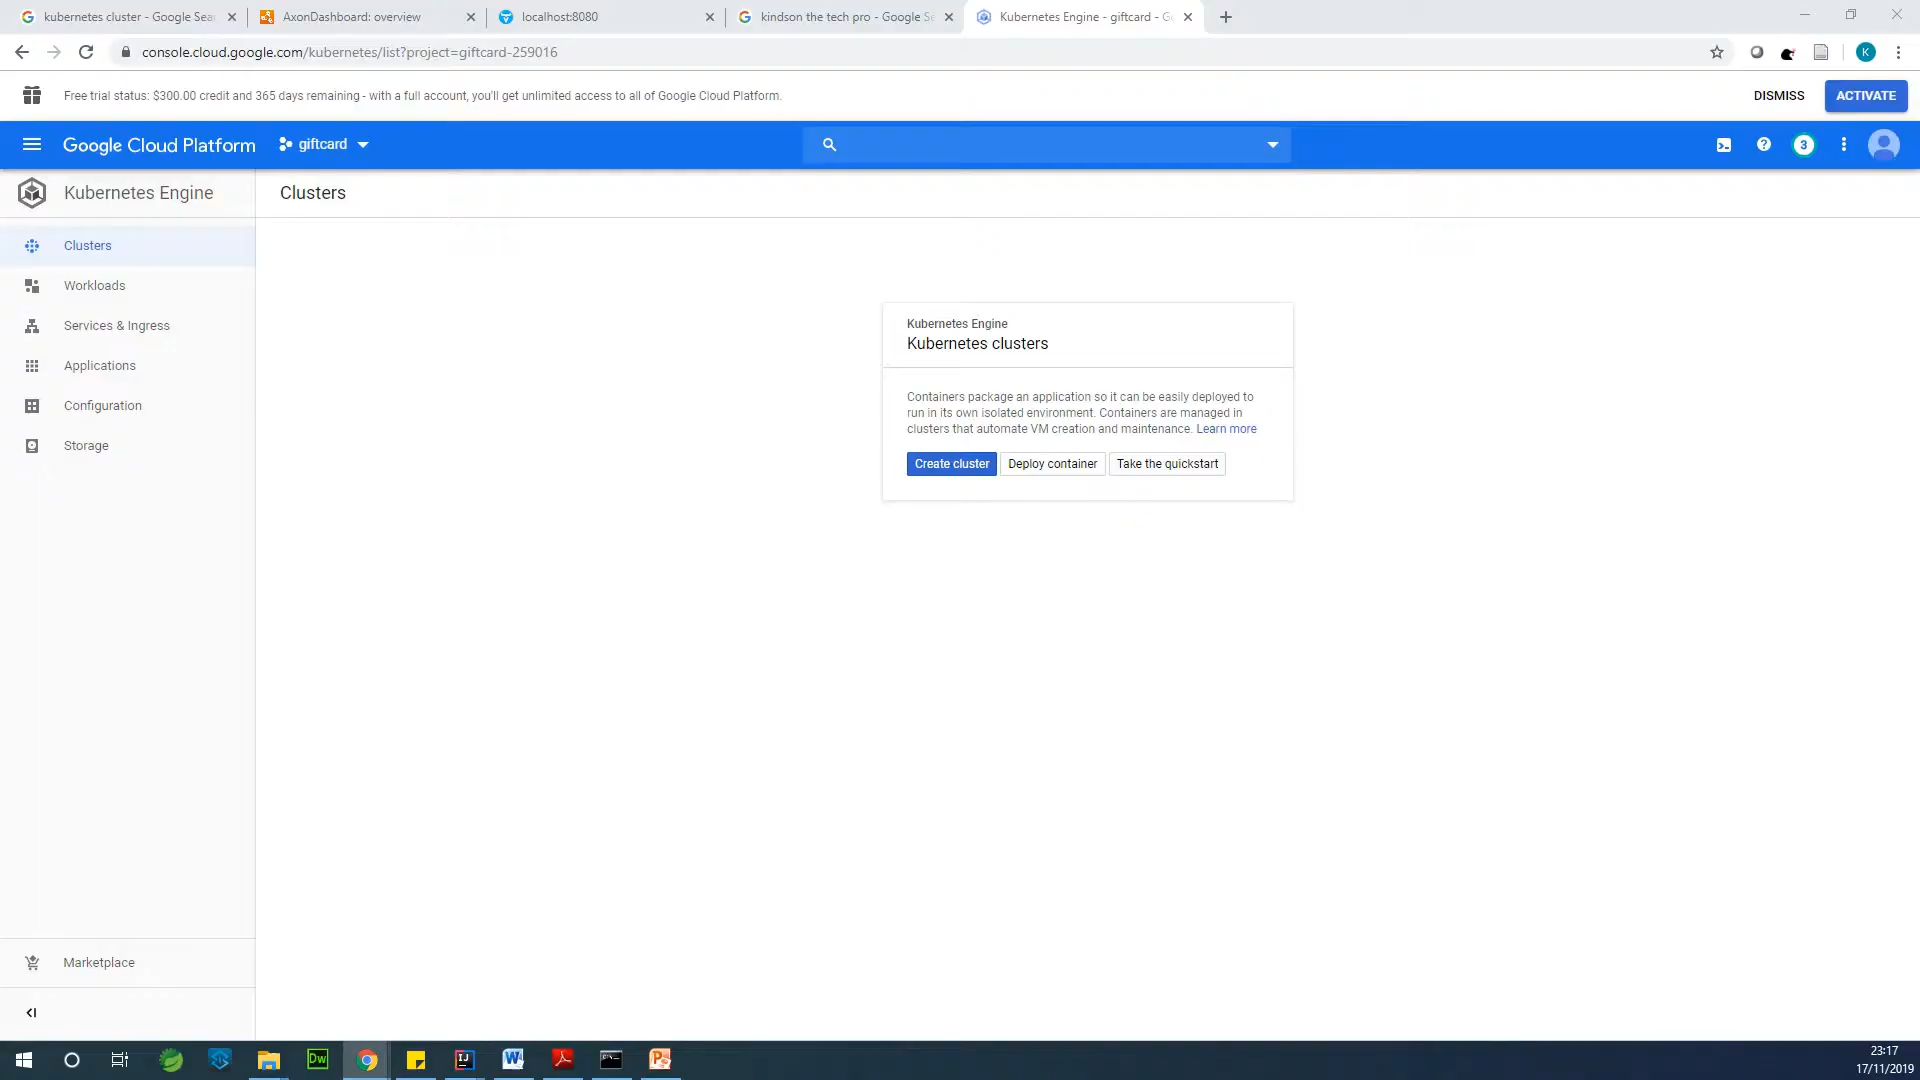 kubernetes cluster - Google Sea
AxonDashboard: overview
localhost:8080
kindson the tech pro - Google Se
Kubernetes Engine - giftcard - G
console.cloud.google.com/kubernetes/list?project=giftcard-259016
K
Free trial status: $300.00 credit and 365 days remaining - with a full account, you'll get unlimited access to all of Google Cloud Platform.
DISMISS
ACTIVATE
Google Cloud Platform
giftcard
3
Kubernetes Engine
Clusters
Clusters
Workloads
Services & Ingress
Applications
Configuration
Storage
Kubernetes Engine
Kubernetes clusters
Containers package an application so it can be easily deployed to
run in its own isolated environment. Containers are managed in
clusters that automate VM creation and maintenance. Learn more
Create cluster
Deploy container
Take the quickstart
Marketplace
Dw
IJ
W
P
23:17
17/11/2019